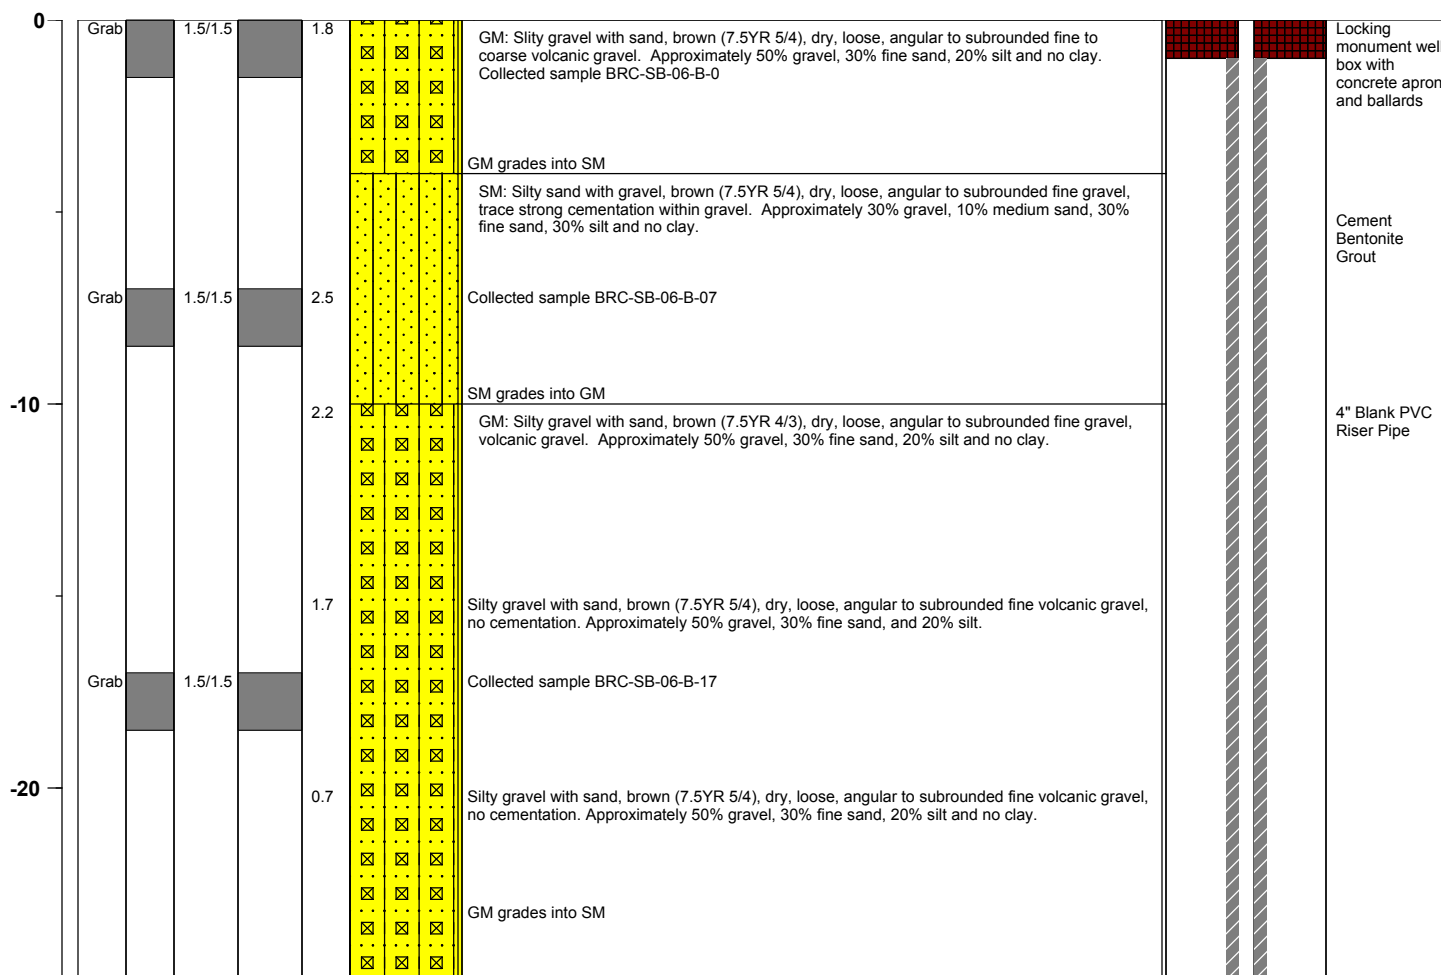 0
Grab
1.5/1.5
1.8
GM: Slity gravel with sand, brown (7.5YR 5/4), dry, loose, angular to subrounded fine to
coarse volcanic gravel. Approximately 50% gravel, 30% fine sand, 20% silt and no clay.
Collected sample BRC-SB-06-B-0
Locking
monument well
box with
concrete apron
and ballards
GM grades into SM
SM: Silty sand with gravel, brown (7.5YR 5/4), dry, loose, angular to subrounded fine gravel,
trace strong cementation within gravel. Approximately 30% gravel, 10% medium sand, 30%
fine sand, 30% silt and no clay.
Cement
Bentonite
Grout
Grab
1.5/1.5
2.5
Collected sample BRC-SB-06-B-07
SM grades into GM
-10
2.2
GM: Silty gravel with sand, brown (7.5YR 4/3), dry, loose, angular to subrounded fine gravel,
volcanic gravel. Approximately 50% gravel, 30% fine sand, 20% silt and no clay.
4" Blank PVC
Riser Pipe
1.7
Silty gravel with sand, brown (7.5YR 5/4), dry, loose, angular to subrounded fine volcanic gravel,
no cementation. Approximately 50% gravel, 30% fine sand, and 20% silt.
Grab
1.5/1.5
Collected sample BRC-SB-06-B-17
-20
0.7
Silty gravel with sand, brown (7.5YR 5/4), dry, loose, angular to subrounded fine volcanic gravel,
no cementation. Approximately 50% gravel, 30% fine sand, 20% silt and no clay.
GM grades into SM